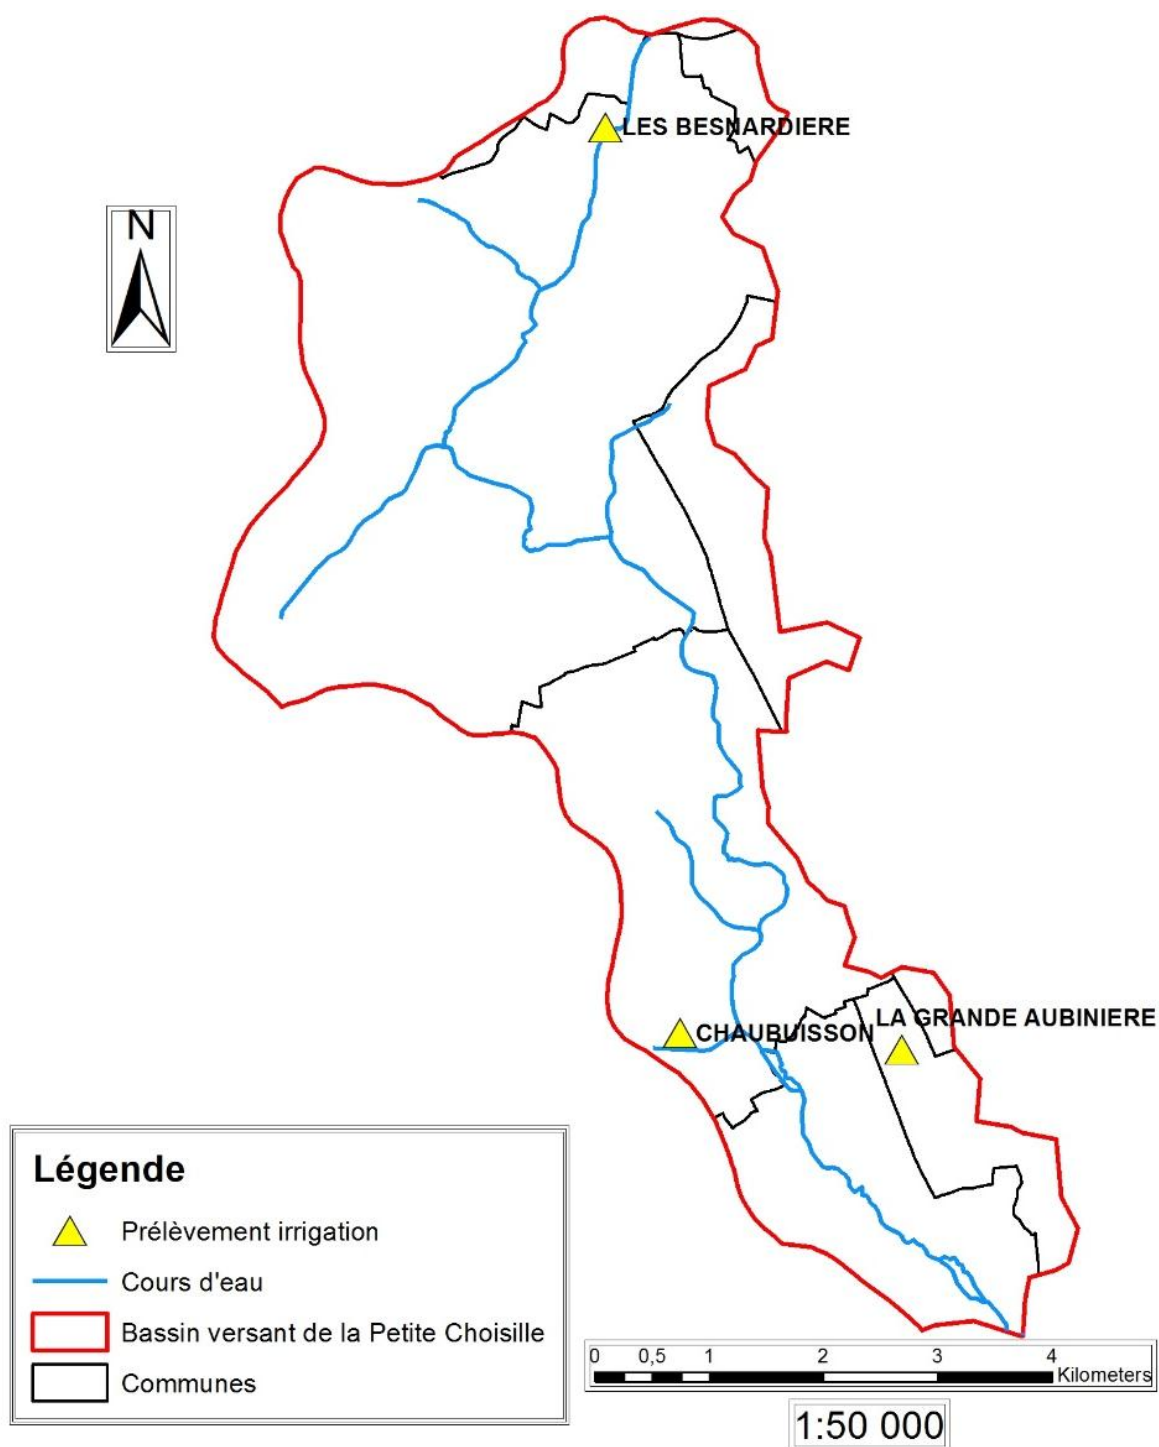 LES BESNARDIERE
N
LA GRANDE AUBINIERE
CHAUBUISSON
Légende
Prélèvement irrigation
Cours d'eau
Bassin versant de la Petite Choisille
Communes
0 0,5 1 2 3 4
Kilometers
1:50 000